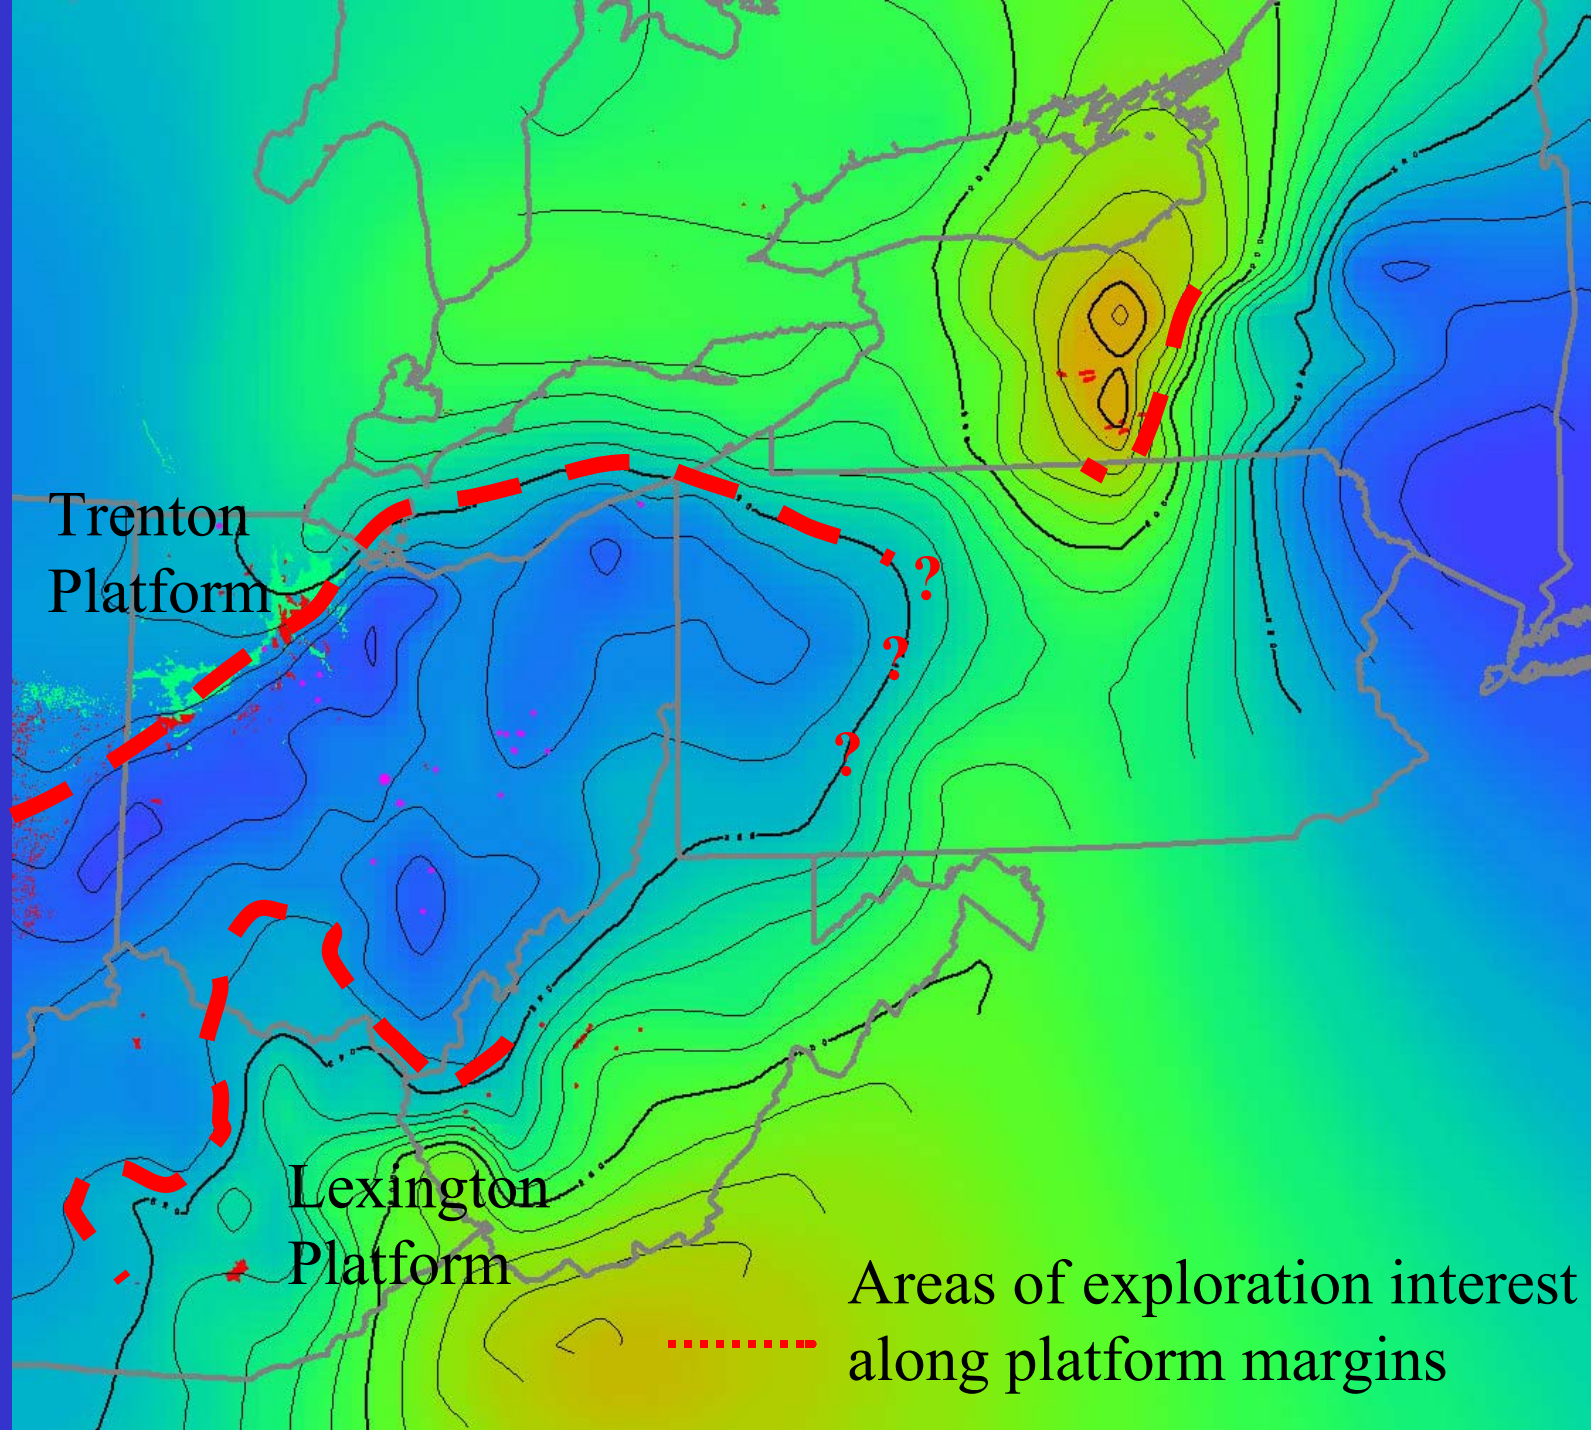 Trenton
Platform
?
?
?
Lexington
Platform
Areas of exploration interest
along platform margins